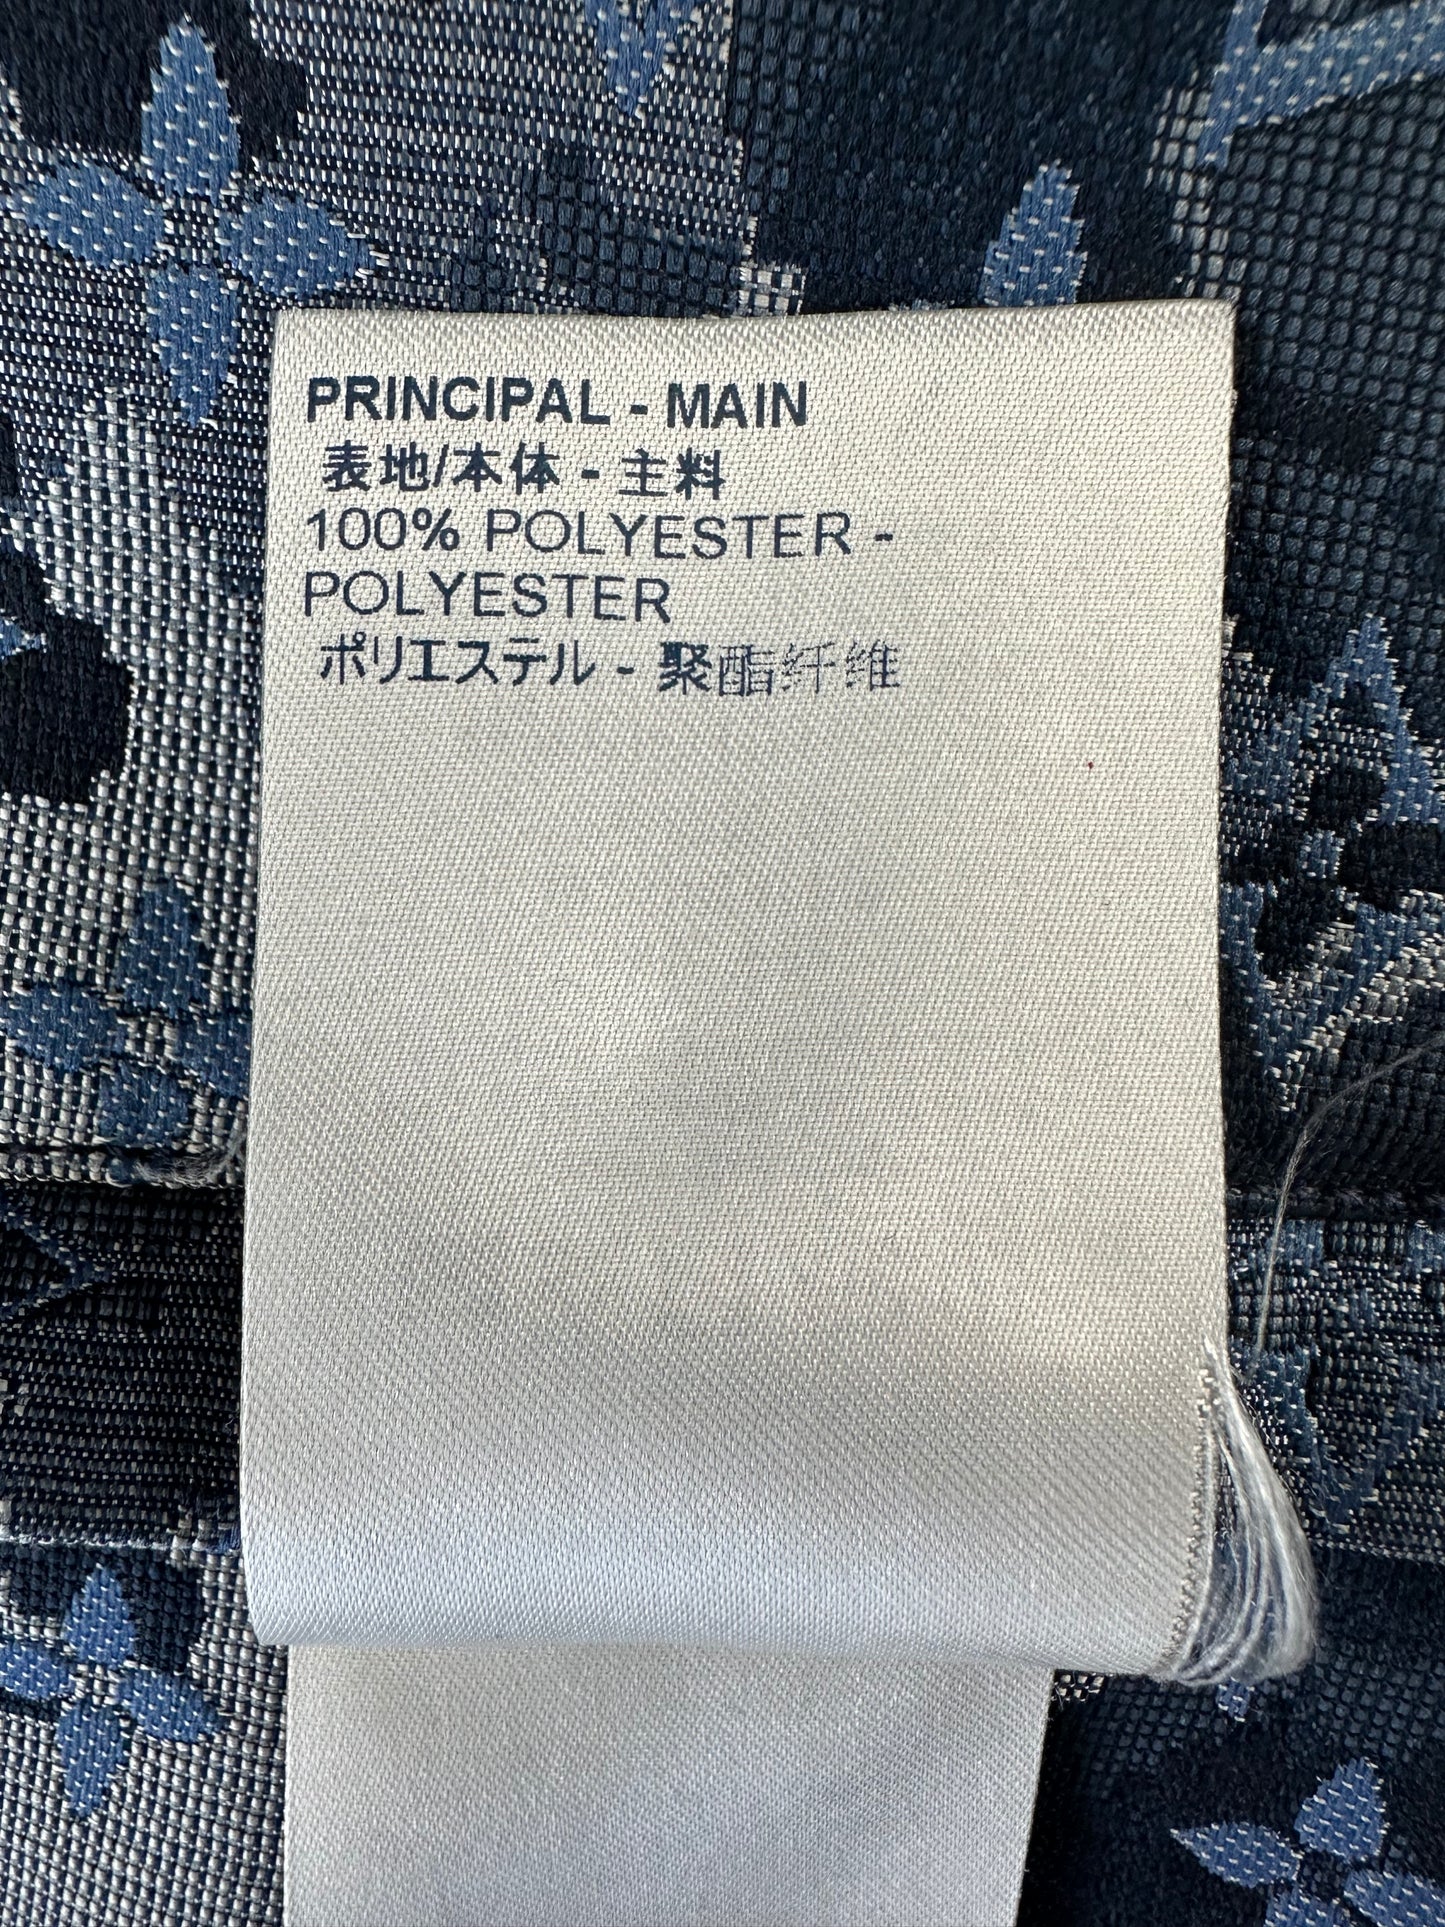 PRINCIPAL - MAIN
表地/本体 - 主料
100% POLYESTER -
POLYESTER
ポリエステル - 聚酯纤维